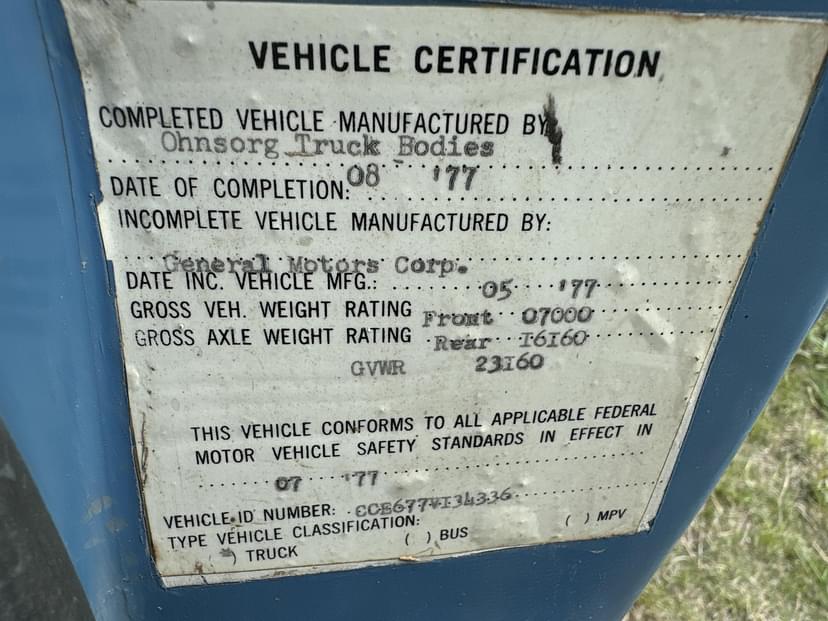 VEHICLE CERTIFICATION
COMPLETED VEHICLE MANUFACTURED BY
Ohnsorg Truck Bodies
DATE OF COMPLETION: 08 '77
INCOMPLETE VEHICLE MANUFACTURED BY:
General Motors Corp.
DATE INC. VEHICLE MFG.: 05 '77
GROSS VEH. WEIGHT RATING Front 07000
GROSS AXLE WEIGHT RATING Rear I6I60
GVWR 23I60
THIS VEHICLE CONFORMS TO ALL APPLICABLE FEDERAL
MOTOR VEHICLE SAFETY STANDARDS IN EFFECT IN
07 '77
VEHICLE ID NUMBER:
TYPE VEHICLE CLASSIFICATION:
( ) TRUCK ( ) BUS ( ) MPV